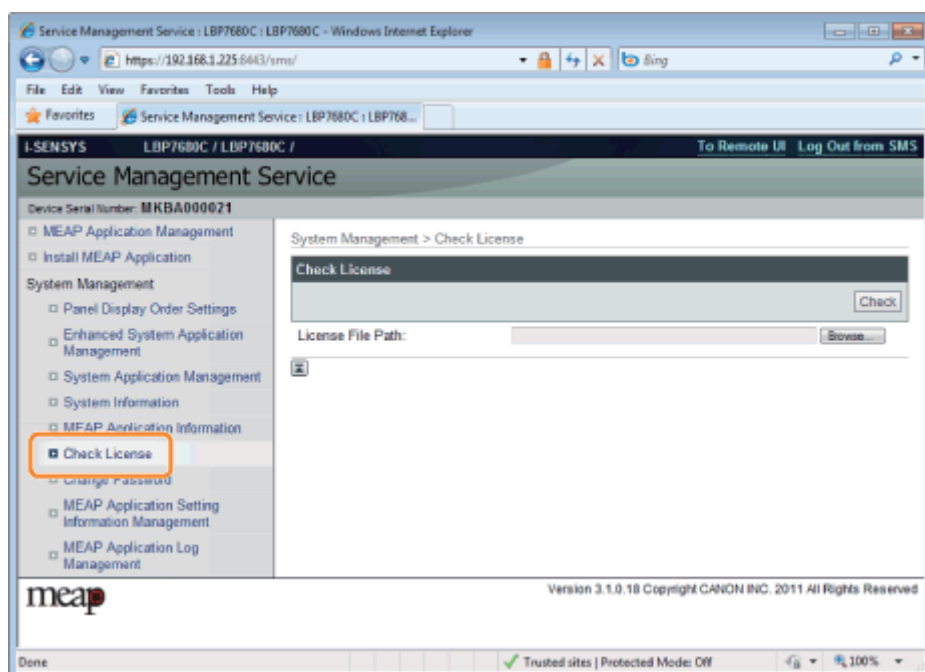 Service Management Service : LBP7680C : LBP7680C - Windows Internet Explorer
https://192.168.1.225:8443/sms/
Bing
File Edit View Favorites Tools Help
Favorites
Service Management Service : LBP7680C : LBP768...
i-SENSYS LBP7680C / LBP7680C /
To Remote UI Log Out from SMS
Service Management Service
Device Serial Number: MKBA000021
MEAP Application Management
Install MEAP Application
System Management
Panel Display Order Settings
Enhanced System Application
Management
System Application Management
System Information
MEAP Application Information
Check License
Change Password
MEAP Application Setting
Information Management
MEAP Application Log
Management
System Management > Check License
Check License
Check
License File Path:
Browse...
meap
Version 3.1.0.18 Copyright CANON INC. 2011 All Rights Reserved
Done
Trusted sites | Protected Mode: Off
100%